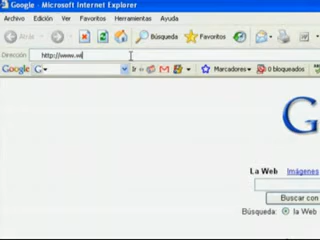 Google - Microsoft Internet Explorer
Archivo Ver Favoritos Herramientas Ayuda
Atrás Búsqueda Favoritos
Dirección http://www.wi
Google G Ir Marcadores 0 bloqueados
G
La Web Imágenes
Buscar con
Búsqueda: la Web